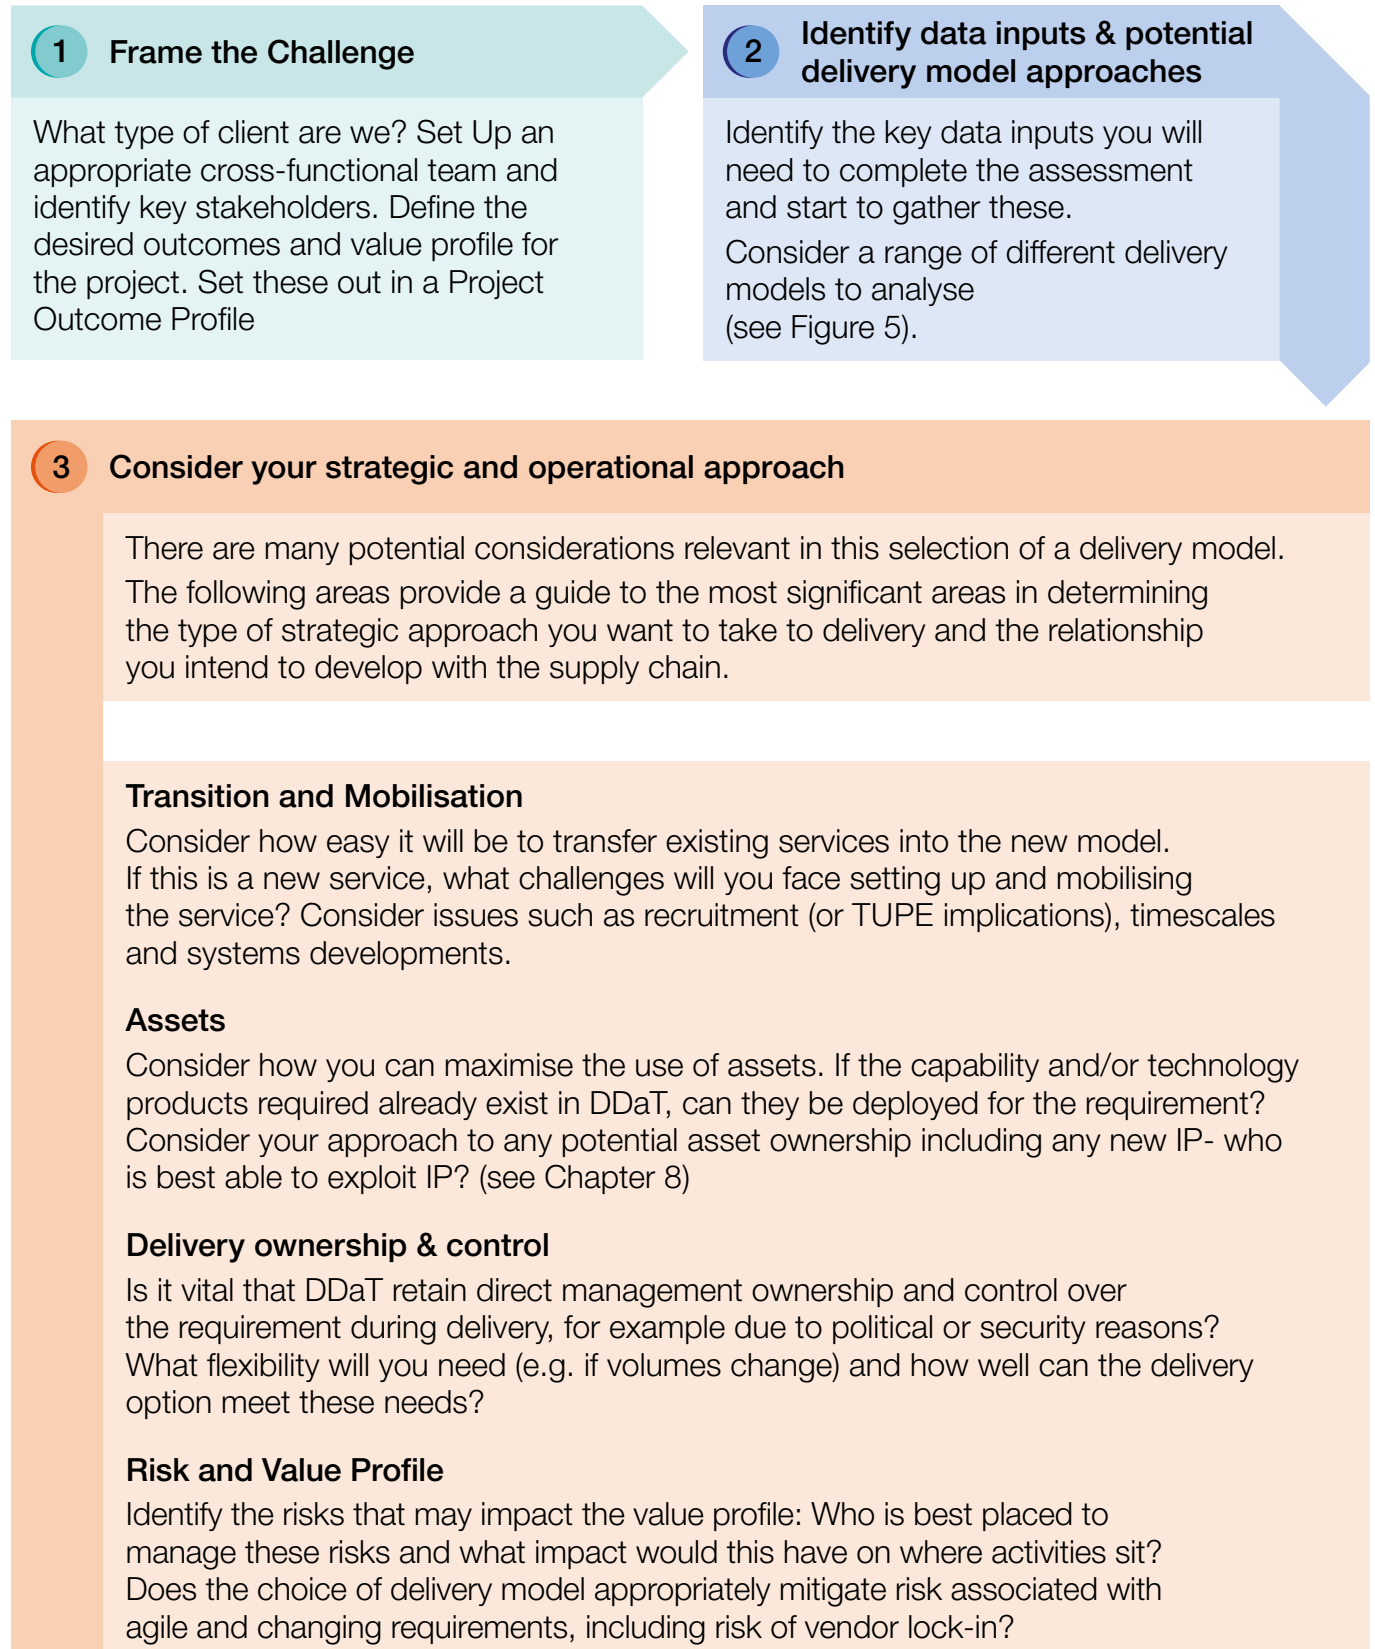 1 Frame the Challenge
What type of client are we? Set Up an
appropriate cross-functional team and
identify key stakeholders. Define the
desired outcomes and value profile for
the project. Set these out in a Project
Outcome Profile
2 Identify data inputs & potential
delivery model approaches
Identify the key data inputs you will
need to complete the assessment
and start to gather these.
Consider a range of different delivery
models to analyse
(see Figure 5).
3 Consider your strategic and operational approach
There are many potential considerations relevant in this selection of a delivery model.
The following areas provide a guide to the most significant areas in determining
the type of strategic approach you want to take to delivery and the relationship
you intend to develop with the supply chain.
Transition and Mobilisation
Consider how easy it will be to transfer existing services into the new model.
If this is a new service, what challenges will you face setting up and mobilising
the service? Consider issues such as recruitment (or TUPE implications), timescales
and systems developments.
Assets
Consider how you can maximise the use of assets. If the capability and/or technology
products required already exist in DDaT, can they be deployed for the requirement?
Consider your approach to any potential asset ownership including any new IP- who
is best able to exploit IP? (see Chapter 8)
Delivery ownership & control
Is it vital that DDaT retain direct management ownership and control over
the requirement during delivery, for example due to political or security reasons?
What flexibility will you need (e.g. if volumes change) and how well can the delivery
option meet these needs?
Risk and Value Profile
Identify the risks that may impact the value profile: Who is best placed to
manage these risks and what impact would this have on where activities sit?
Does the choice of delivery model appropriately mitigate risk associated with
agile and changing requirements, including risk of vendor lock-in?